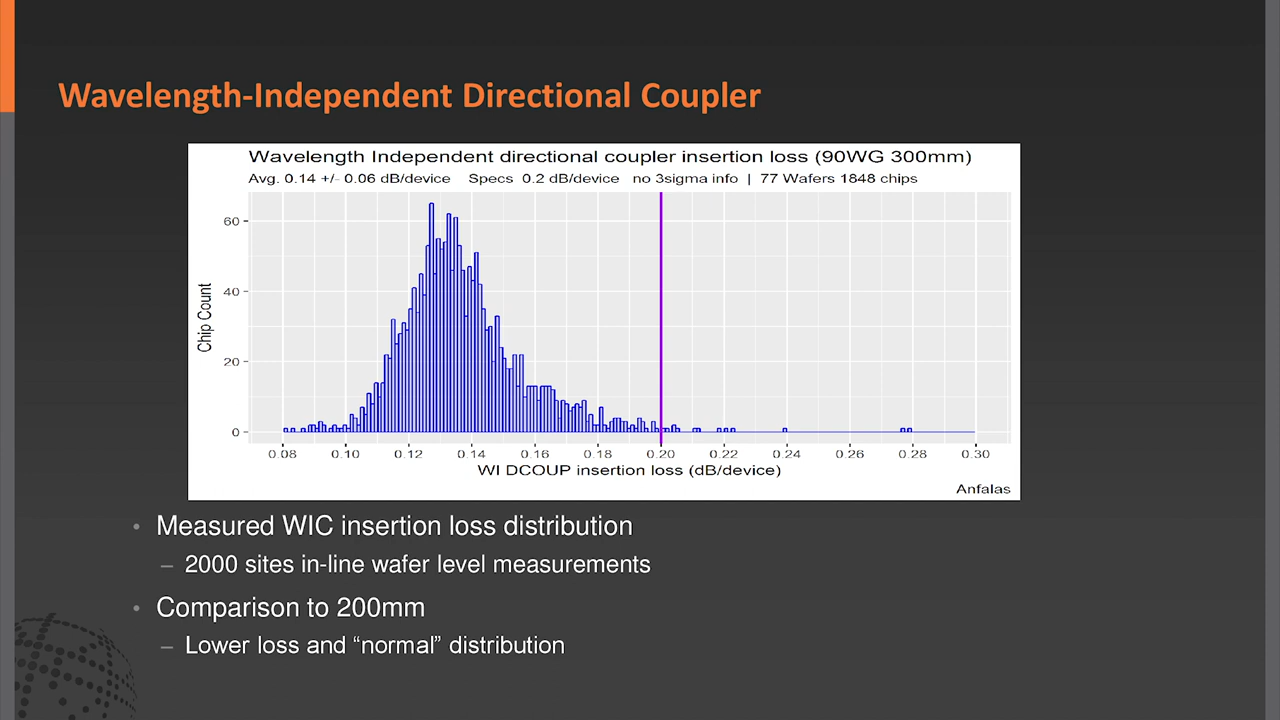 Wavelength-Independent Directional Coupler
Wavelength Independent directional coupler insertion loss (90WG 300mm)
Avg. 0.14 +/- 0.06 dB/device Specs 0.2 dB/device no 3sigma info | 77 Wafers 1848 chips
60
40
20
0
Chip Count
0.08 0.10 0.12 0.14 0.16 0.18 0.20 0.22 0.24 0.26 0.28 0.30
WI DCOUP insertion loss (dB/device)
Anfalas
• Measured WIC insertion loss distribution
– 2000 sites in-line wafer level measurements
• Comparison to 200mm
– Lower loss and “normal” distribution